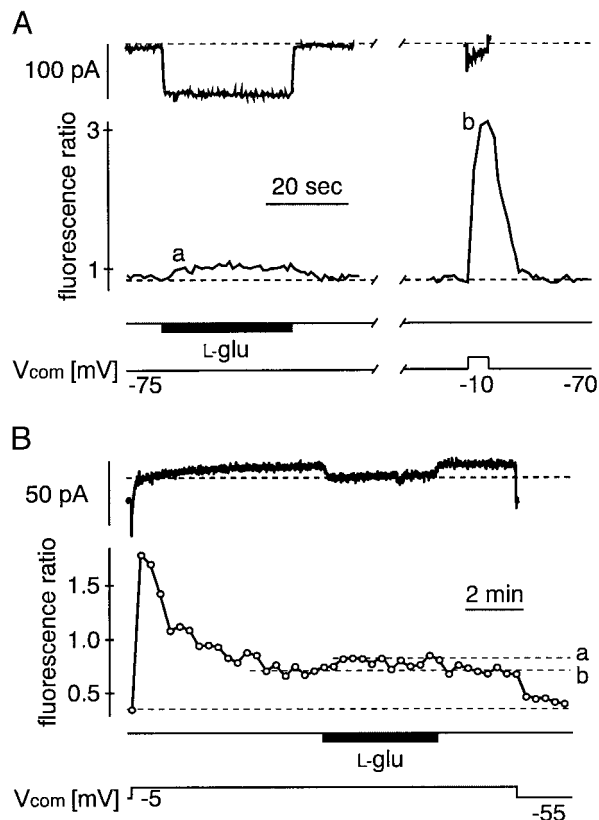 A
100 pA
3
b
fluorescence ratio
20 sec
a
1
L-glu
Vcom [mV]
-75
-10
-70
B
50 pA
fluorescence ratio
1.5
2 min
1.0
a
b
0.5
L-glu
Vcom [mV]
-5
-55